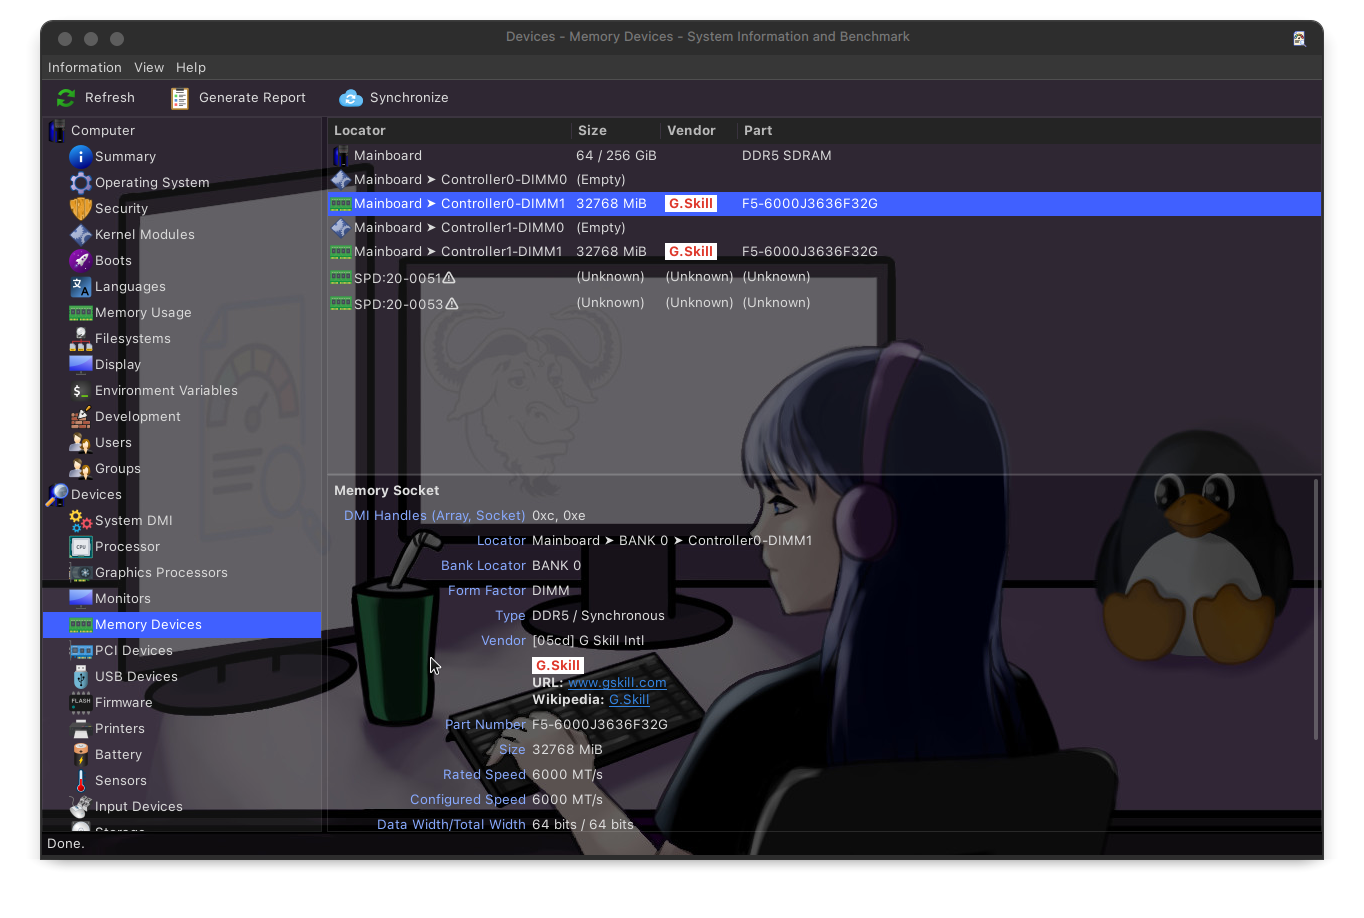 Devices - Memory Devices - System Information and Benchmark
Information View Help
Refresh Generate Report Synchronize
Computer
Summary
Operating System
Security
Kernel Modules
Boots
Languages
Memory Usage
Filesystems
Display
Environment Variables
Development
Users
Groups
Devices
System DMI
Processor
Graphics Processors
Monitors
Memory Devices
PCI Devices
USB Devices
Firmware
Printers
Battery
Sensors
Input Devices
Storage
Locator Size Vendor Part
Mainboard 64 / 256 GiB DDR5 SDRAM
Mainboard ➤ Controller0-DIMM0 (Empty)
Mainboard ➤ Controller0-DIMM1 32768 MiB G.Skill F5-6000J3636F32G
Mainboard ➤ Controller1-DIMM0 (Empty)
Mainboard ➤ Controller1-DIMM1 32768 MiB G.Skill F5-6000J3636F32G
SPD:20-0051⚠ (Unknown) (Unknown) (Unknown)
SPD:20-0053⚠ (Unknown) (Unknown) (Unknown)
Memory Socket
DMI Handles (Array, Socket) 0xc, 0xe
Locator Mainboard ➤ BANK 0 ➤ Controller0-DIMM1
Bank Locator BANK 0
Form Factor DIMM
Type DDR5 / Synchronous
Vendor [05cd] G Skill Intl
G.Skill
URL: www.gskill.com
Wikipedia: G.Skill
Part Number F5-6000J3636F32G
Size 32768 MiB
Rated Speed 6000 MT/s
Configured Speed 6000 MT/s
Data Width/Total Width 64 bits / 64 bits
Done.